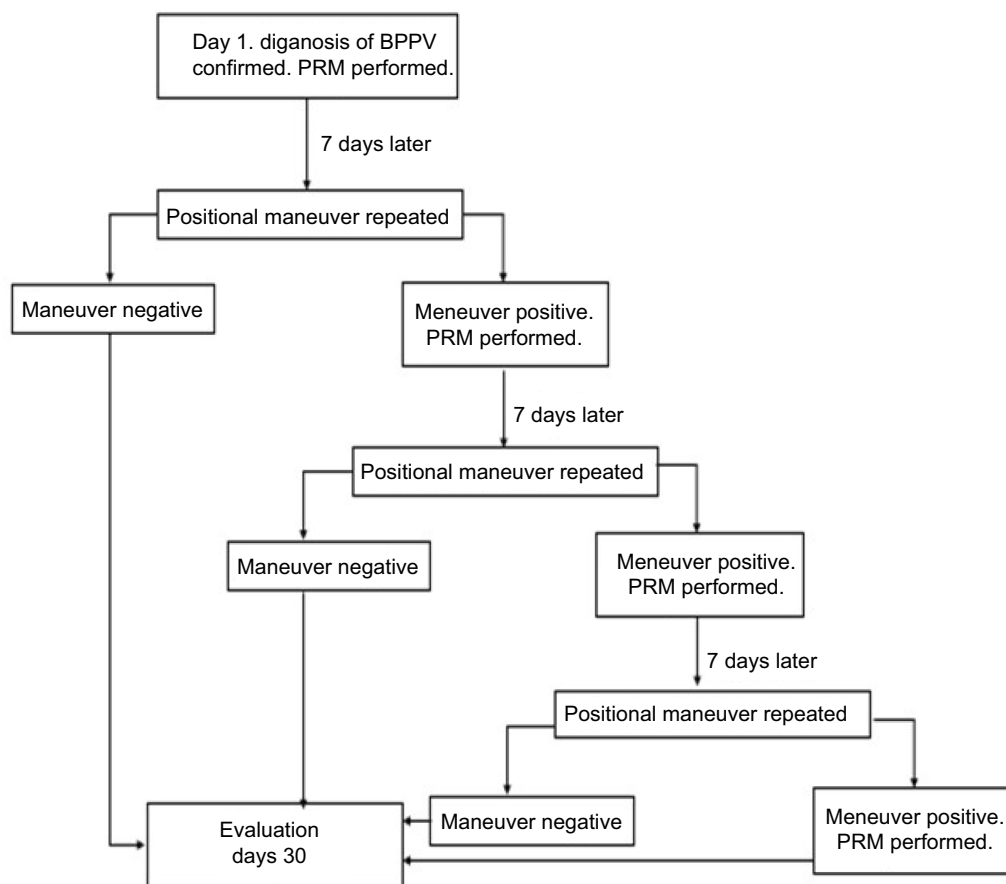 Day 1. diganosis of BPPV
confirmed. PRM performed.
7 days later
Positional maneuver repeated
Maneuver negative
Meneuver positive.
PRM performed.
7 days later
Positional maneuver repeated
Maneuver negative
Meneuver positive.
PRM performed.
7 days later
Positional maneuver repeated
Maneuver negative
Meneuver positive.
PRM performed.
Evaluation
days 30